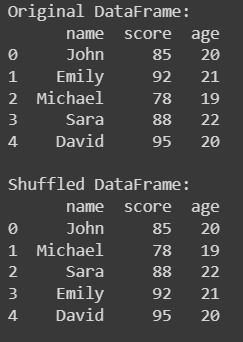 Original DataFrame:
name score age
0 John 85 20
1 Emily 92 21
2 Michael 78 19
3 Sara 88 22
4 David 95 20
Shuffled DataFrame:
name score age
0 John 85 20
1 Michael 78 19
2 Sara 88 22
3 Emily 92 21
4 David 95 20